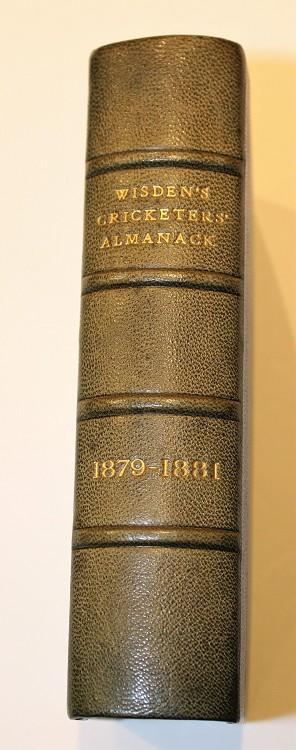 WISDEN'S
CRICKETERS'
ALMANACK
1879-1881